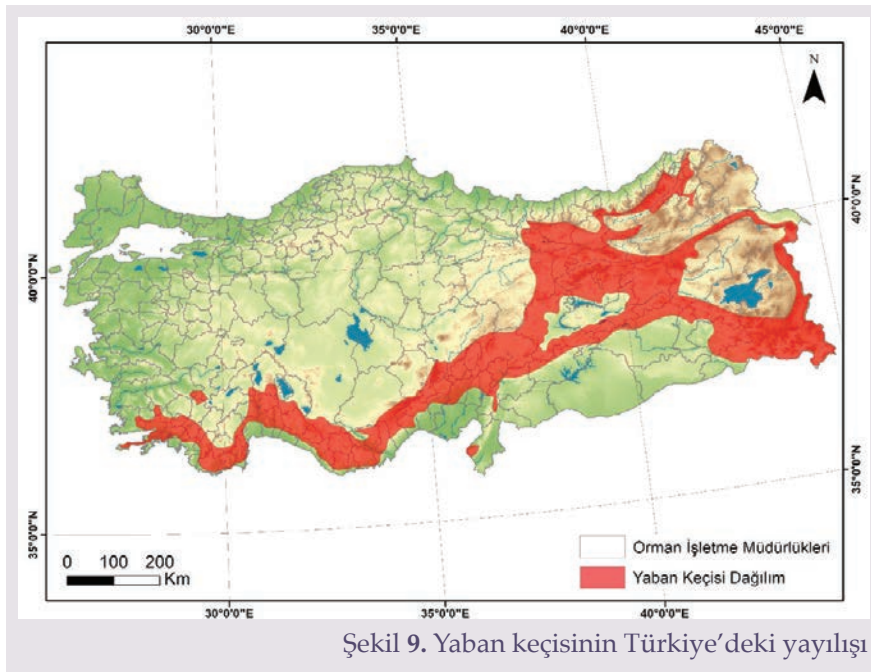 30°0'0"E 35°0'0"E 40°0'0"E 45°0'0"E
N
40°0'0"N 40°0'0"N
35°0'0"N 35°0'0"N
0 100 200
Km
Orman İşletme Müdürlükleri
Yaban Keçisi Dağılım
30°0'0"E 35°0'0"E 40°0'0"E
Şekil 9. Yaban keçisinin Türkiye’deki yayılışı